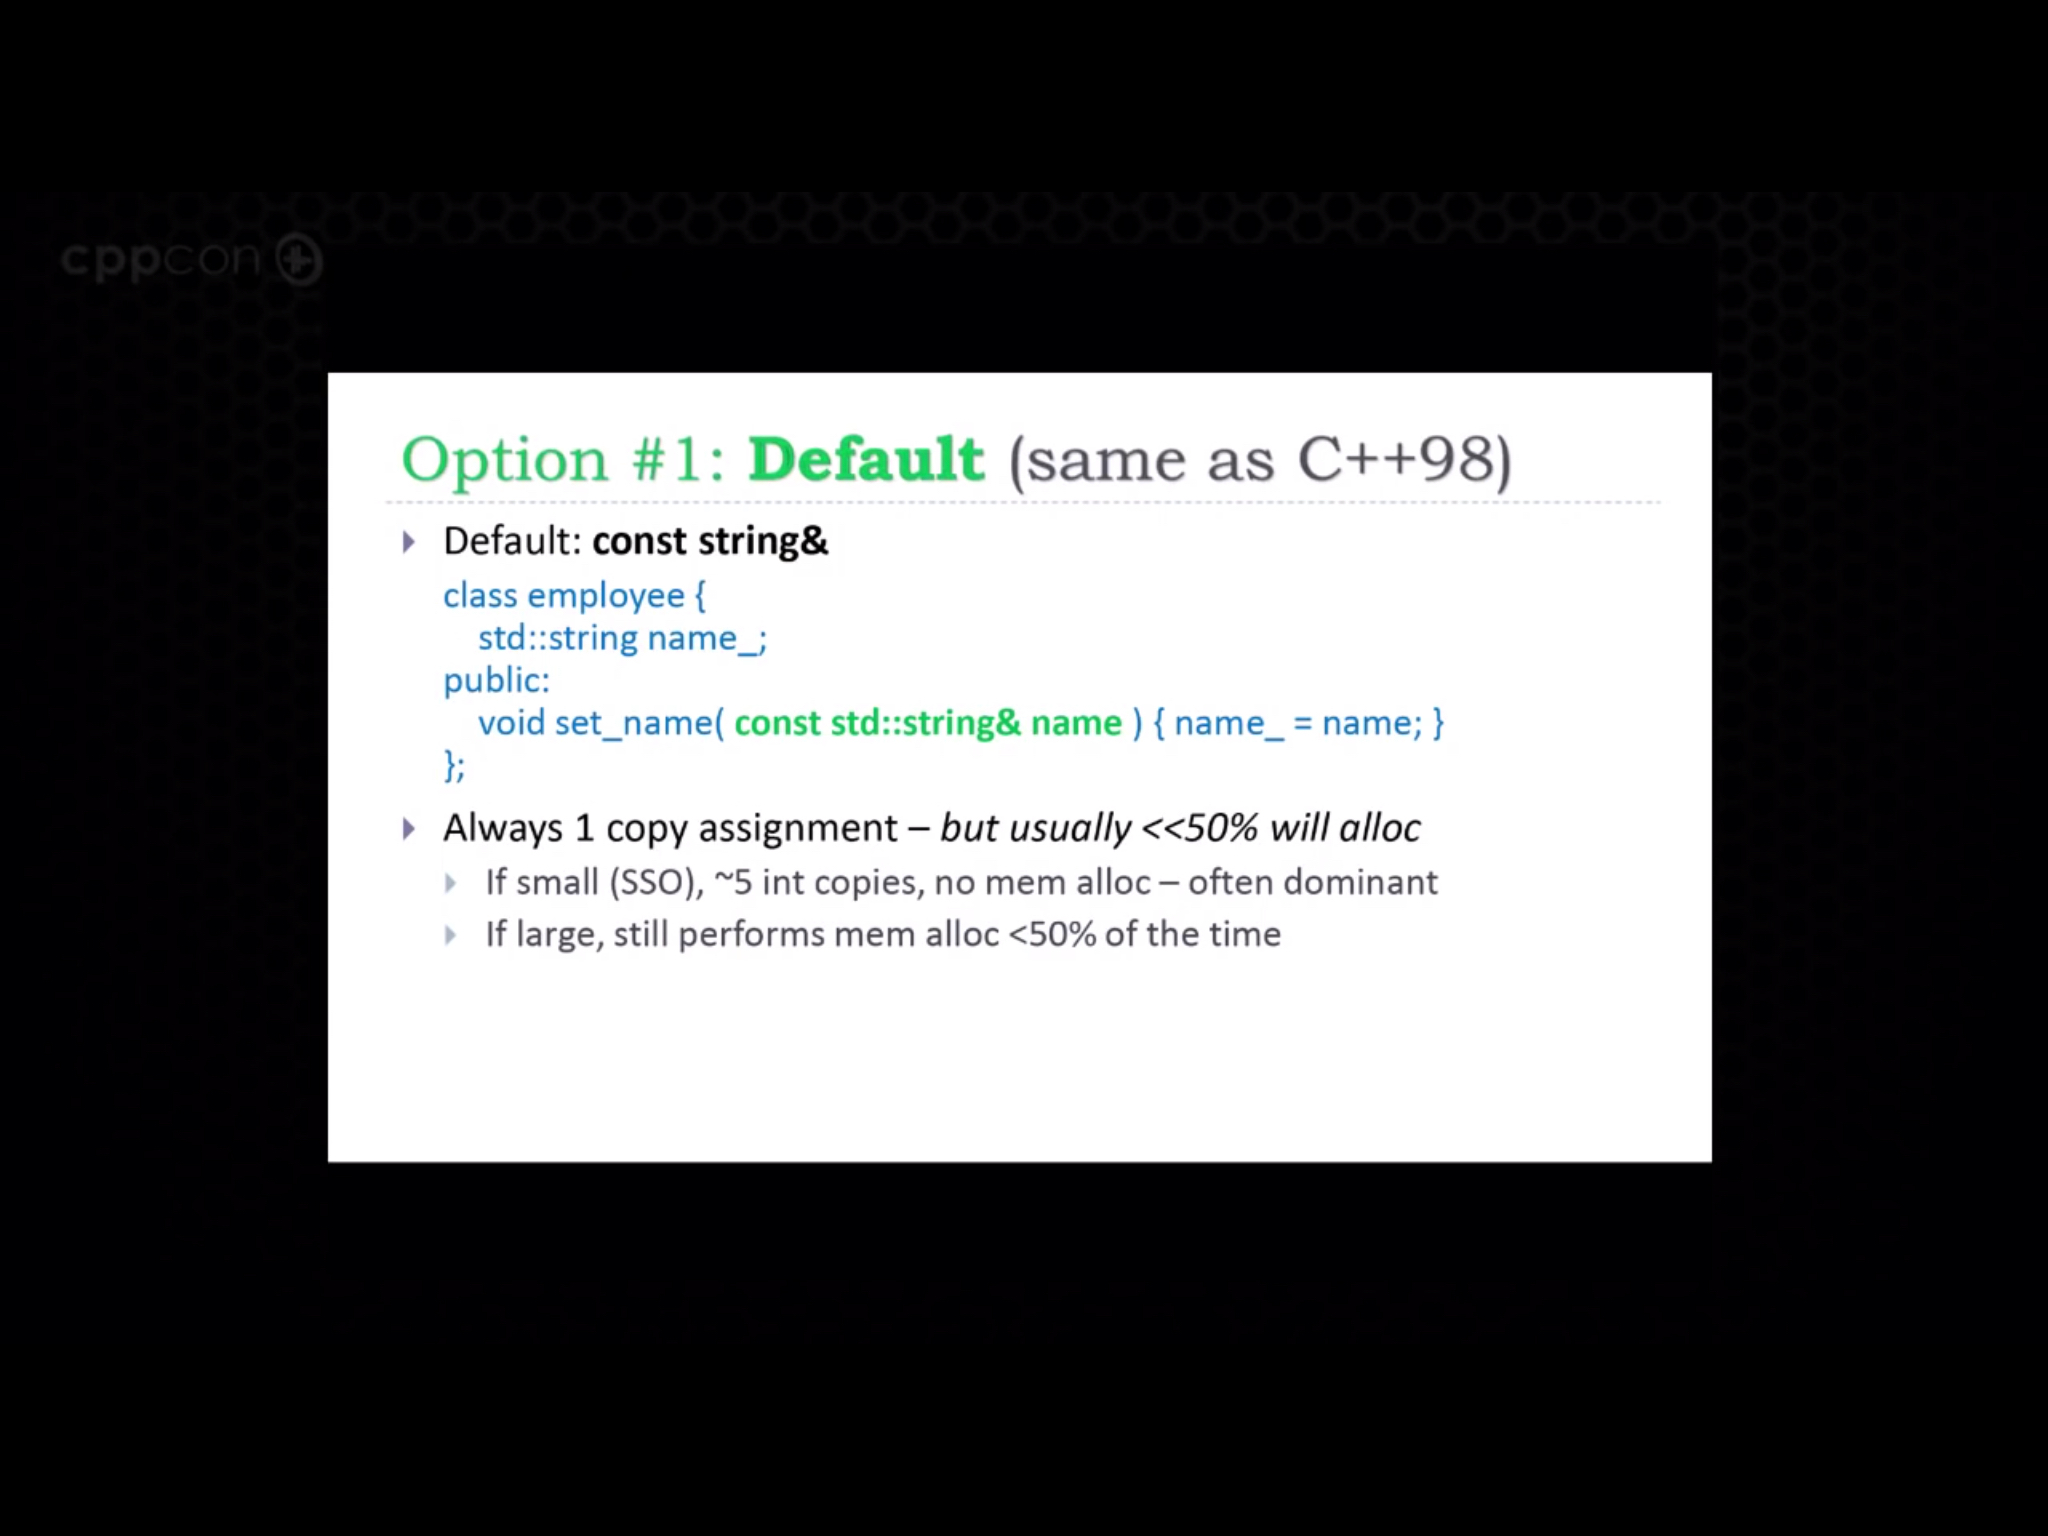 cppcon
Option #1: Default (same as C++98)
Default: const string&
class employee {
std::string name_;
public:
void set_name( const std::string& name ) { name_ = name; }
};
Always 1 copy assignment – but usually <<50% will alloc
If small (SSO), ~5 int copies, no mem alloc – often dominant
If large, still performs mem alloc <50% of the time